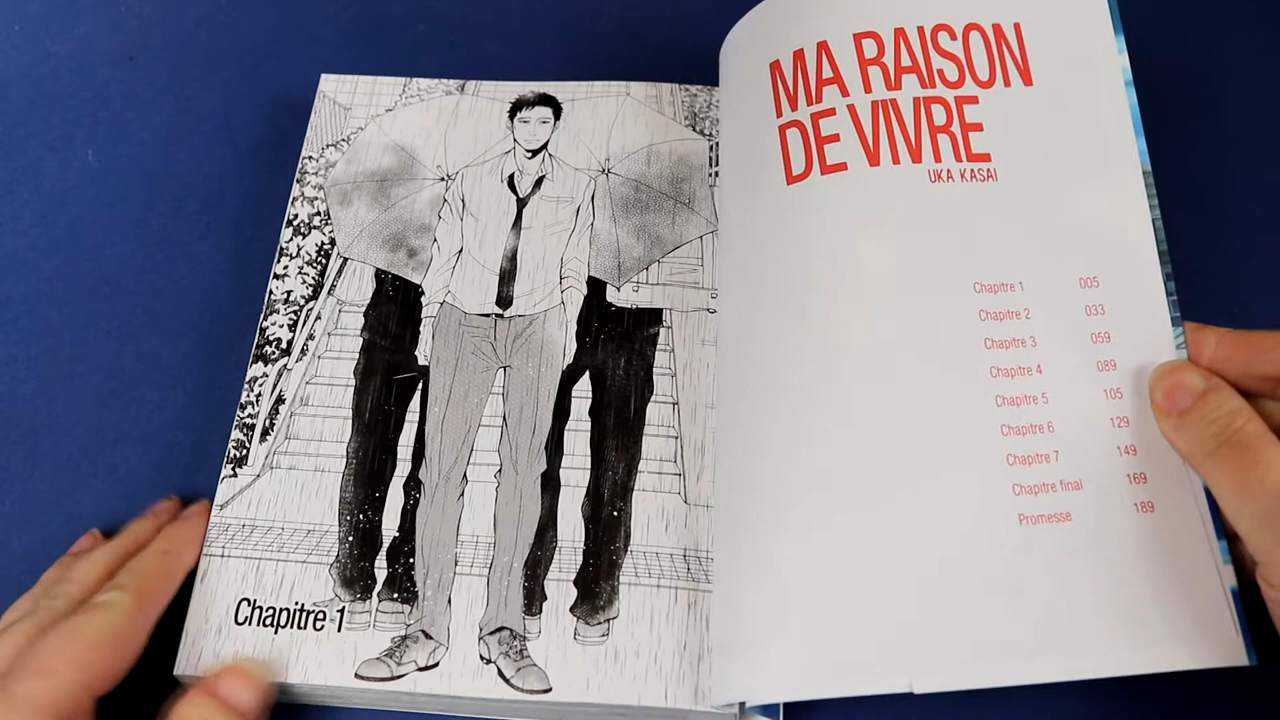 MA RAISON
DE VIVRE
UKA KASAI
Chapitre 1 005
Chapitre 2 033
Chapitre 3 059
Chapitre 4 089
Chapitre 5 105
Chapitre 6 129
Chapitre 7 149
Chapitre final 169
Promesse 189
Chapitre 1